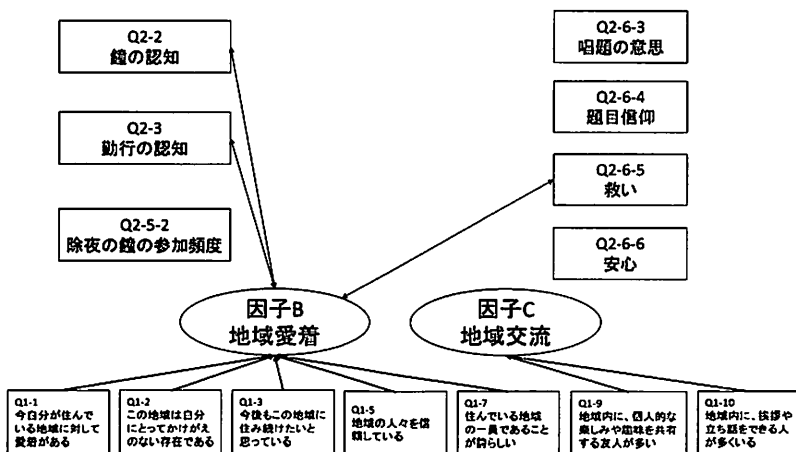 Q2-2
鐘の認知
Q2-6-3
唱題の意思
Q2-3
勤行の認知
Q2-6-4
題目信仰
Q2-6-5
救い
Q2-5-2
除夜の鐘の参加頻度
Q2-6-6
安心
因子B
地域愛着
因子C
地域交流
Q1-1
今自分が住んで
いる地域に対して
愛着がある
Q1-2
この地域は自分
にとってかけがえ
のない存在である
Q1-3
今後もこの地域に
住み続けたいと
思っている
Q1-5
地域の人々を信
頼している
Q1-7
住んでいる地域
の一員であること
が誇らしい
Q1-9
地域内に、個人的な
楽しみや趣味を共有
する友人が多い
Q1-10
地域内に、挨拶や
立ち話をできる人
が多くいる